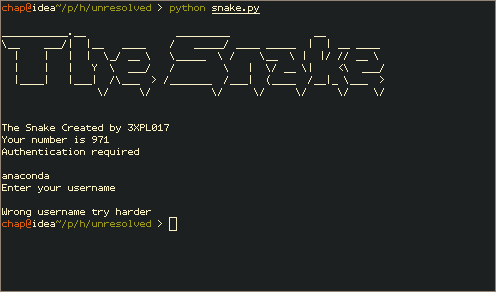 chap@idea~/p/h/unresolved > python snake.py
The Snake
The Snake Created by 3XPL017
Your number is 971
Authentication required
anaconda
Enter your username
Wrong username try harder
chap@idea~/p/h/unresolved >